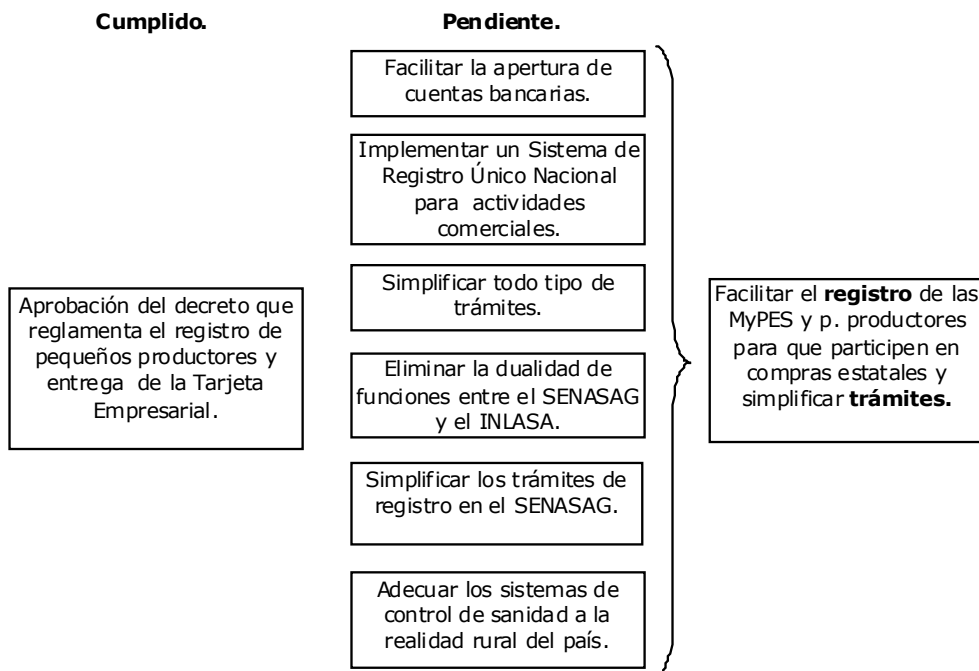 Cumplido.
Pendiente.
Facilitar la apertura de
cuentas bancarias.
Implementar un Sistema de
Registro Único Nacional
para actividades
comerciales.
Simplificar todo tipo de
trámites.
Eliminar la dualidad de
funciones entre el SENASAG
y el INLASA.
Simplificar los trámites de
registro en el SENASAG.
Adecuar los sistemas de
control de sanidad a la
realidad rural del país.
Aprobación del decreto que
reglamenta el registro de
pequeños productores y
entrega de la Tarjeta
Empresarial.
Facilitar el registro de las
MyPES y p. productores
para que participen en
compras estatales y
simplificar trámites.